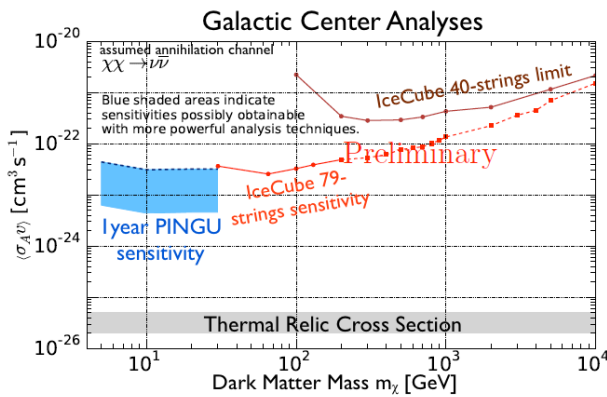 Galactic Center Analyses
10⁻²⁰
assumed annihilation channel
χχ→νν̅
IceCube 40-strings limit
Blue shaded areas indicate
sensitivities possibly obtainable
with more powerful analysis techniques.
10⁻²²
Preliminary
IceCube 79-
strings sensitivity
1year PINGU
sensitivity
10⁻²⁴
⟨σ_A v⟩ [cm³ s⁻¹]
Thermal Relic Cross Section
10⁻²⁶
10¹ 10² 10³ 10⁴
Dark Matter Mass m_χ [GeV]